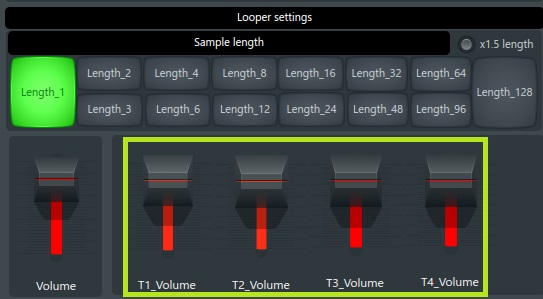 Looper settings
Sample length
x1.5 length
Length_1
Length_2
Length_4
Length_8
Length_16
Length_32
Length_64
Length_128
Length_3
Length_6
Length_12
Length_24
Length_48
Length_96
Volume
T1_Volume
T2_Volume
T3_Volume
T4_Volume